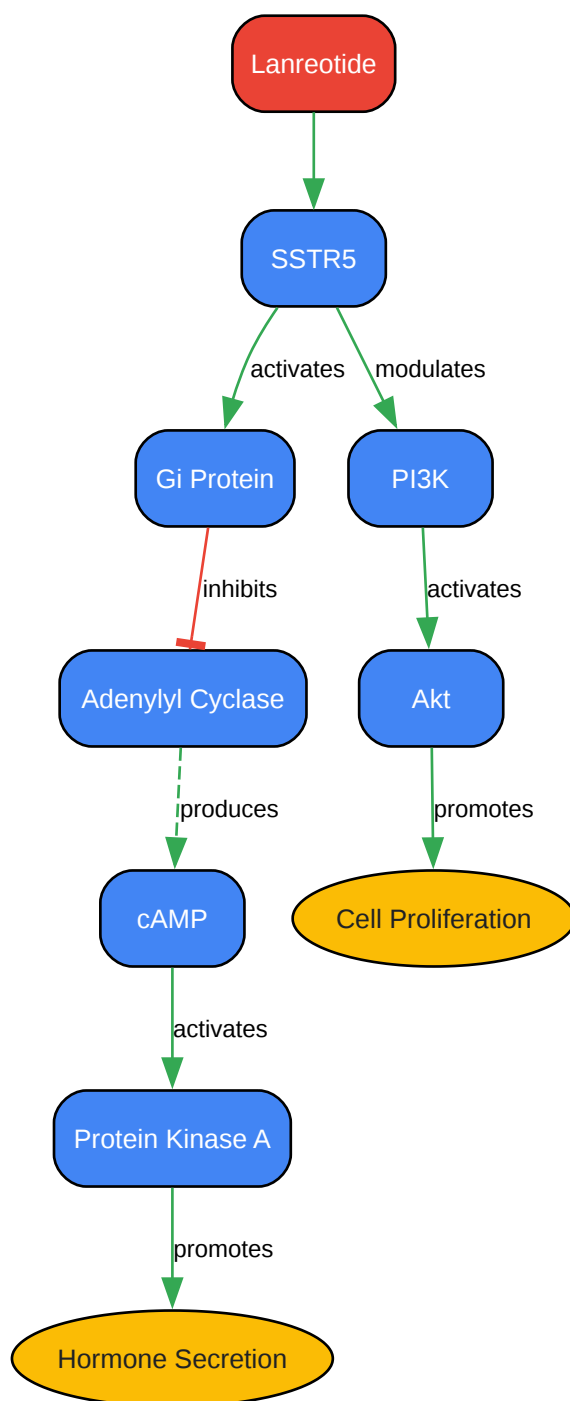 Lanreotide
SSTR5
activates
modulates
Gi Protein
PI3K
inhibits
activates
Adenylyl Cyclase
Akt
produces
promotes
cAMP
Cell Proliferation
activates
Protein Kinase A
promotes
Hormone Secretion